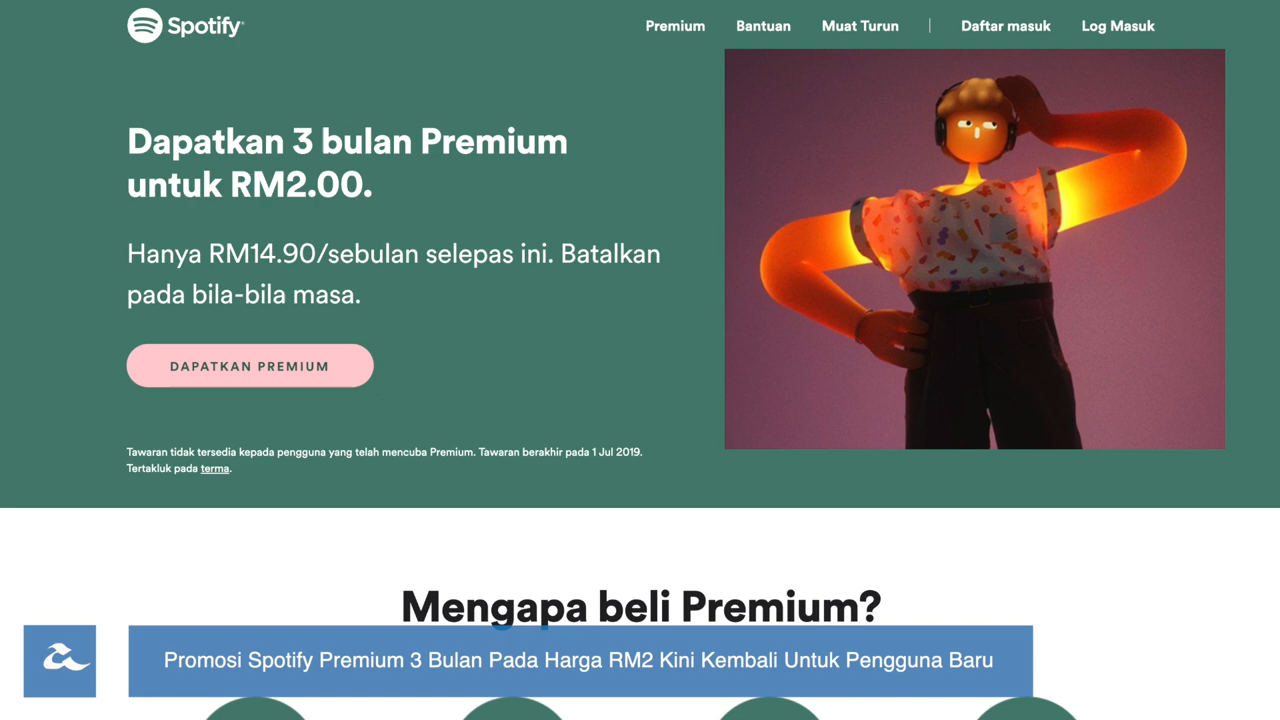 Spotify®
Premium Bantuan Muat Turun | Daftar masuk Log Masuk
Dapatkan 3 bulan Premium
untuk RM2.00.
Hanya RM14.90/sebulan selepas ini. Batalkan
pada bila-bila masa.
DAPATKAN PREMIUM
Tawaran tidak tersedia kepada pengguna yang telah mencuba Premium. Tawaran berakhir pada 1 Jul 2019.
Tertakluk pada terma.
Mengapa beli Premium?
Promosi Spotify Premium 3 Bulan Pada Harga RM2 Kini Kembali Untuk Pengguna Baru